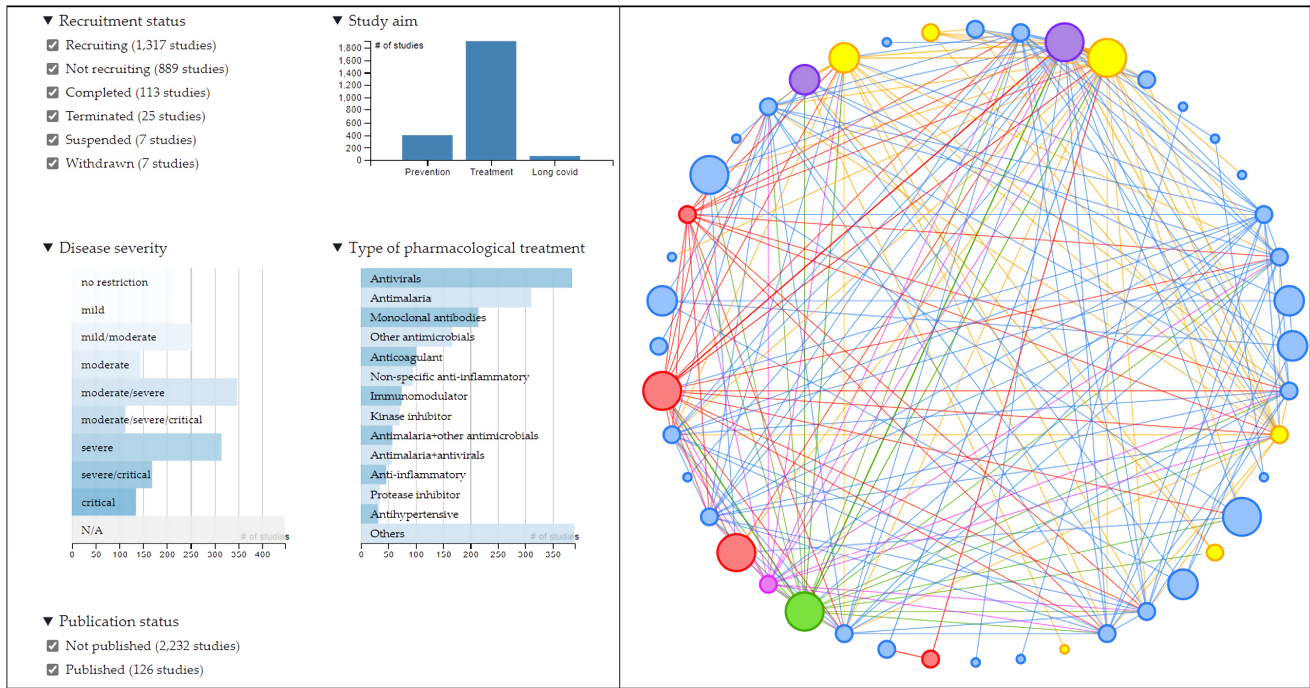 ▼ Recruitment status
Recruiting (1,317 studies)
Not recruiting (889 studies)
Completed (113 studies)
Terminated (25 studies)
Suspended (7 studies)
Withdrawn (7 studies)
▼ Study aim
# of studies
1,800
1,600
1,400
1,200
1,000
800
600
400
200
0
Prevention Treatment Long covid
▼ Disease severity
no restriction
mild
mild/moderate
moderate
moderate/severe
moderate/severe/critical
severe
severe/critical
critical
N/A
# of studies
0 50 100 150 200 250 300 350 400
▼ Type of pharmacological treatment
Antivirals
Antimalaria
Monoclonal antibodies
Other antimicrobials
Anticoagulant
Non-specific anti-inflammatory
Immunomodulator
Kinase inhibitor
Antimalaria+other antimicrobials
Antimalaria+antivirals
Anti-inflammatory
Protease inhibitor
Antihypertensive
Others
# of studies
0 50 100 150 200 250 300 350
▼ Publication status
Not published (2,232 studies)
Published (126 studies)